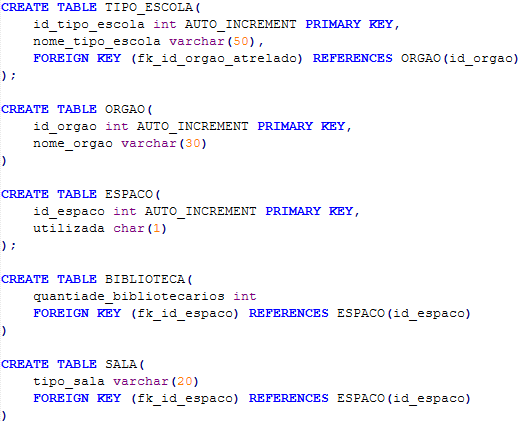 CREATE TABLE TIPO_ESCOLA(
    id_tipo_escola int AUTO_INCREMENT PRIMARY KEY,
    nome_tipo_escola varchar(50),
    FOREIGN KEY (fk_id_orgao_atrelado) REFERENCES ORGAO(id_orgao)
);

CREATE TABLE ORGAO(
    id_orgao int AUTO_INCREMENT PRIMARY KEY,
    nome_orgao varchar(30)
)

CREATE TABLE ESPACO(
    id_espaco int AUTO_INCREMENT PRIMARY KEY,
    utilizada char(1)
);

CREATE TABLE BIBLIOTECA(
    quantiade_bibliotecarios int
    FOREIGN KEY (fk_id_espaco) REFERENCES ESPACO(id_espaco)
)

CREATE TABLE SALA(
    tipo_sala varchar(20)
    FOREIGN KEY (fk_id_espaco) REFERENCES ESPACO(id_espaco)
)